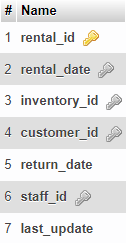 # Name
1 rental_id
2 rental_date
3 inventory_id
4 customer_id
5 return_date
6 staff_id
7 last_update